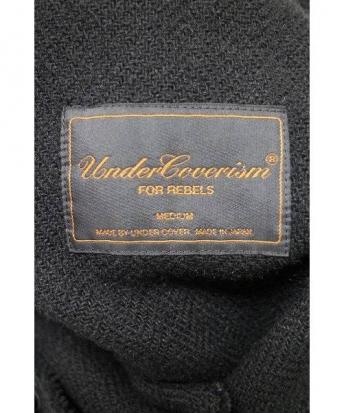 UnderCoverism®
FOR REBELS
MEDIUM
MADE BY UNDER COVER. MADE IN JAPAN.